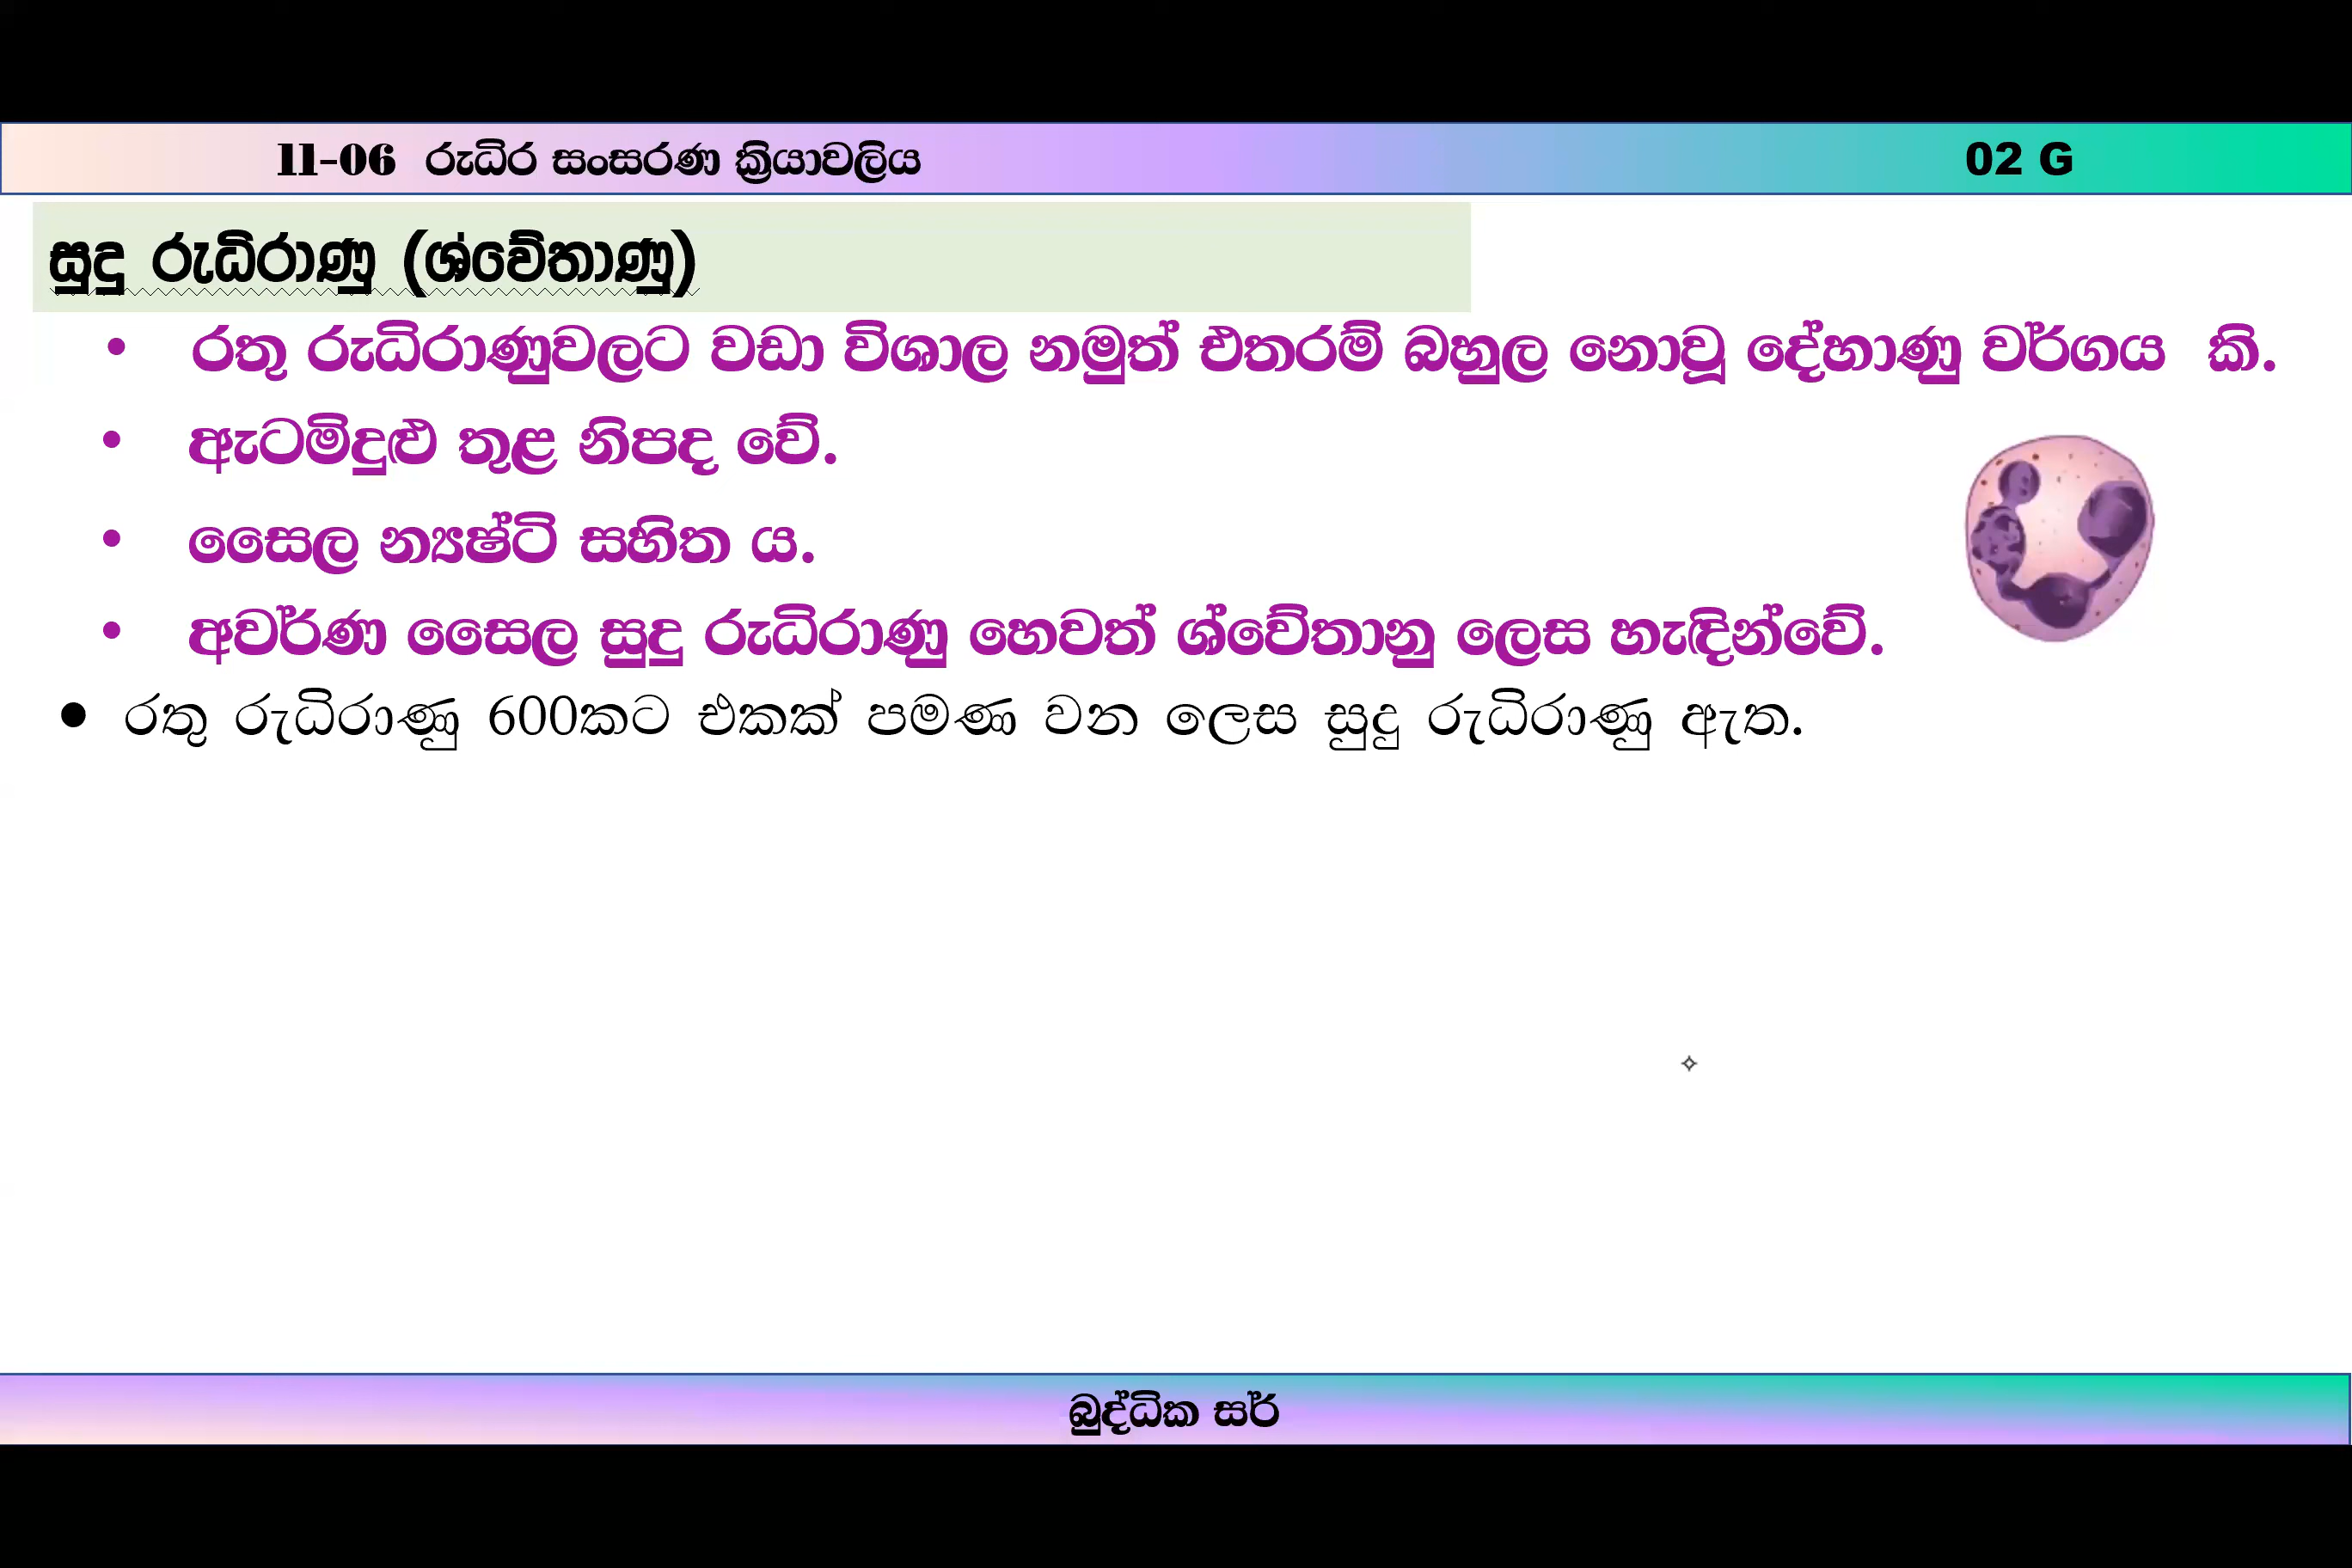 11-06 රුධිර සංසරණ ක්‍රියාවලිය 02 G
සුදු රුධිරාණු (ශ්වේතාණු)
• රතු රුධිරාණුවලට වඩා විශාල නමුත් එතරම් බහුල නොවූ දේහාණු වර්ගය කි.
• ඇටමිදුළු තුළ නිපද වේ.
• සෛල න්‍යෂ්ටි සහිත ය.
• අවර්ණ සෛල සුදු රුධිරාණු හෙවත් ශ්වේතානු ලෙස හැඳින්වේ.
• රතු රුධිරාණු 600කට එකක් පමණ වන ලෙස සුදු රුධිරාණු ඇත.
බුද්ධික සර්